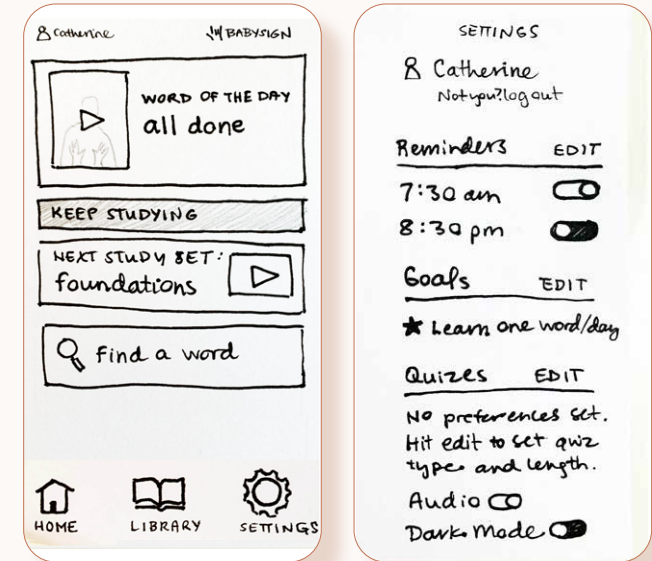 Catherine
BABYSIGN
WORD OF THE DAY
all done
KEEP STUDYING
NEXT STUDY SET:
foundations
find a word
HOME
LIBRARY
SETTINGS
SETTINGS
Catherine
Not you? log out
Reminders EDIT
7:30 am
8:30 pm
Goals EDIT
★ Learn one word/day
Quizes EDIT
No preferences set.
Hit edit to set quiz
type and length.
Audio
Dark Mode